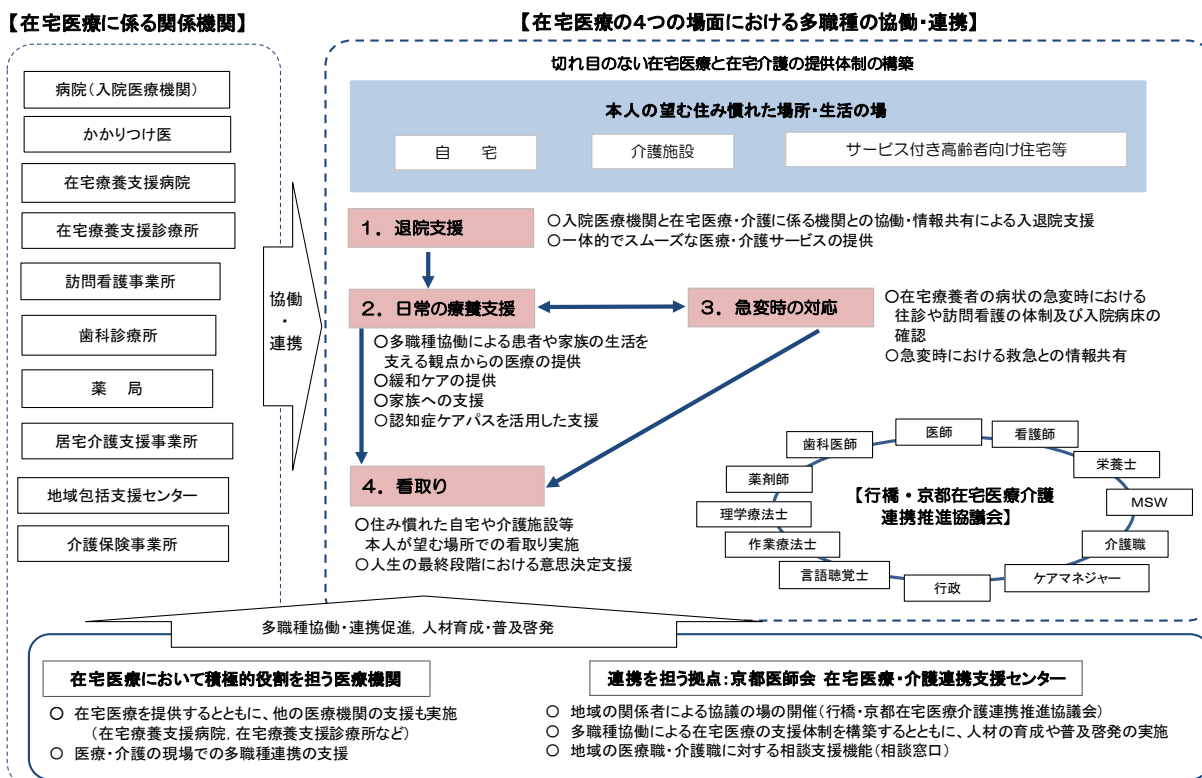 【在宅医療に係る関係機関】
病院(入院医療機関)
かかりつけ医
在宅療養支援病院
在宅療養支援診療所
訪問看護事業所
歯科診療所
薬　局
居宅介護支援事業所
地域包括支援センター
介護保険事業所
協働
・
連携
【在宅医療の4つの場面における多職種の協働・連携】
切れ目のない在宅医療と在宅介護の提供体制の構築
本人の望む住み慣れた場所・生活の場
自　宅
介護施設
サービス付き高齢者向け住宅等
1. 退院支援
○入院医療機関と在宅医療・介護に係る機関との協働・情報共有による入退院支援
○一体的でスムーズな医療・介護サービスの提供
2. 日常の療養支援
○多職種協働による患者や家族の生活を
支える観点からの医療の提供
○緩和ケアの提供
○家族への支援
○認知症ケアパスを活用した支援
3. 急変時の対応
○在宅療養者の病状の急変時における
往診や訪問看護の体制及び入院病床の
確認
○急変時における救急との情報共有
4. 看取り
○住み慣れた自宅や介護施設等
本人が望む場所での看取り実施
○人生の最終段階における意思決定支援
医師
看護師
栄養士
MSW
介護職
ケアマネジャー
行政
言語聴覚士
作業療法士
理学療法士
薬剤師
歯科医師
【行橋・京都在宅医療介護
連携推進協議会】
多職種協働・連携促進, 人材育成・普及啓発
在宅医療において積極的役割を担う医療機関
○ 在宅医療を提供するとともに、他の医療機関の支援も実施
(在宅療養支援病院, 在宅療養支援診療所など)
○ 医療・介護の現場での多職種連携の支援
連携を担う拠点:京都医師会 在宅医療・介護連携支援センター
○ 地域の関係者による協議の場の開催(行橋・京都在宅医療介護連携推進協議会)
○ 多職種協働による在宅医療の支援体制を構築するとともに、人材の育成や普及啓発の実施
○ 地域の医療職・介護職に対する相談支援機能(相談窓口)